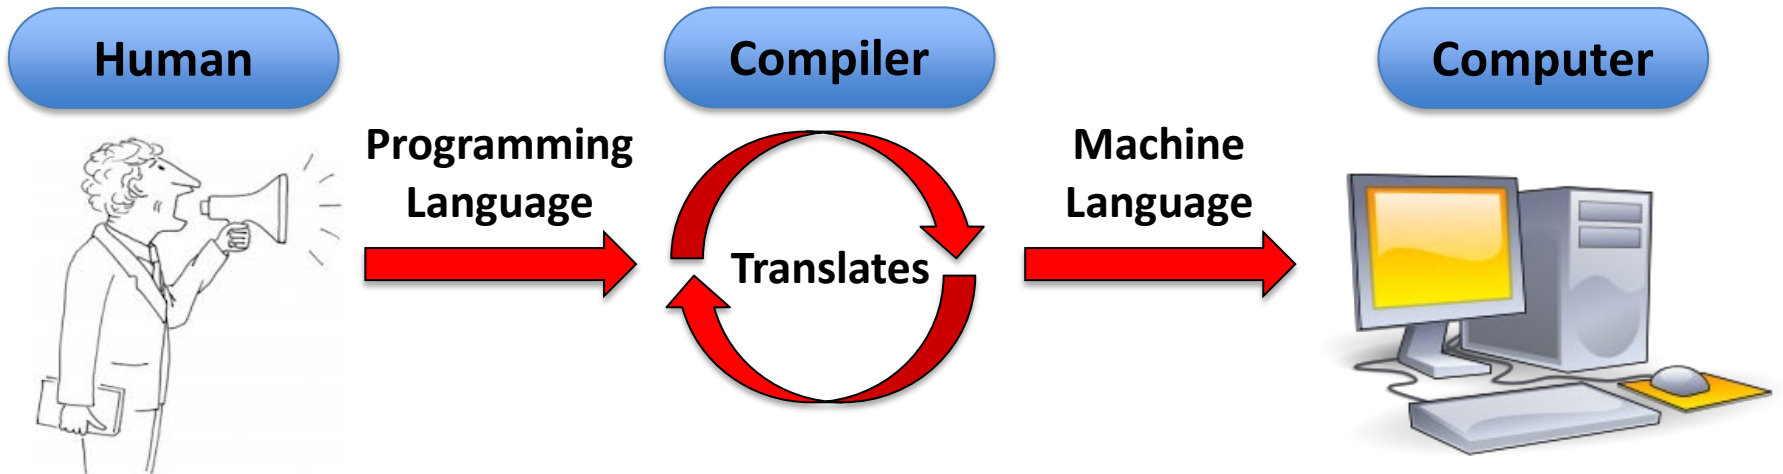 Human
Compiler
Computer
Programming
Language
Translates
Machine
Language